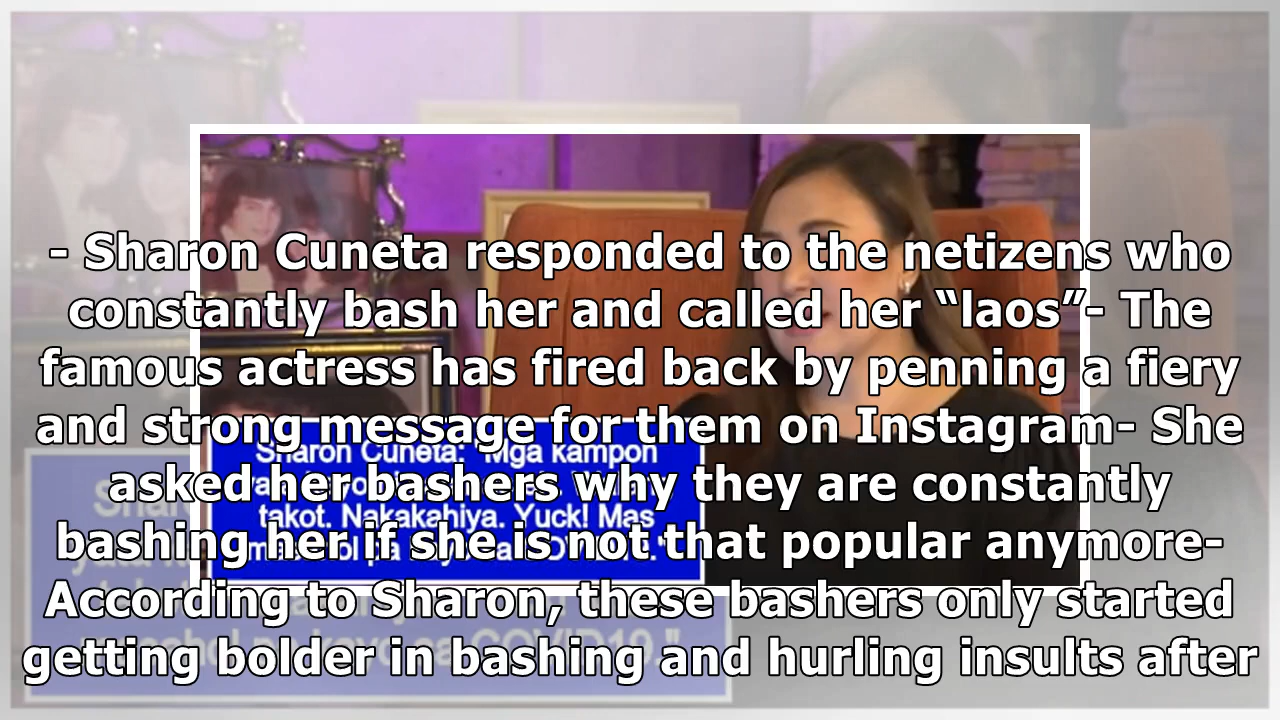 - Sharon Cuneta responded to the netizens who
constantly bash her and called her “laos”- The
famous actress has fired back by penning a fiery
and strong message for them on Instagram- She
asked her bashers why they are constantly
bashing her if she is not that popular anymore-
According to Sharon, these bashers only started
getting bolder in bashing and hurling insults after
Sharon Cuneta: "Mga kampon
takot. Nakakahiya. Yuck! Mas